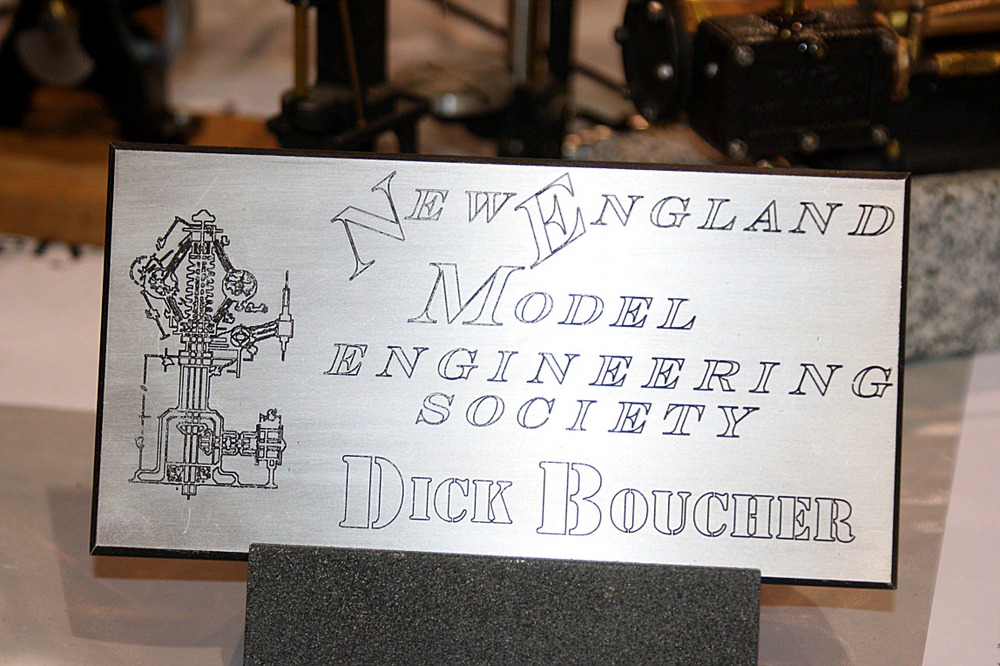 NEW ENGLAND
MODEL
ENGINEERING
SOCIETY
DICK BOUCHER